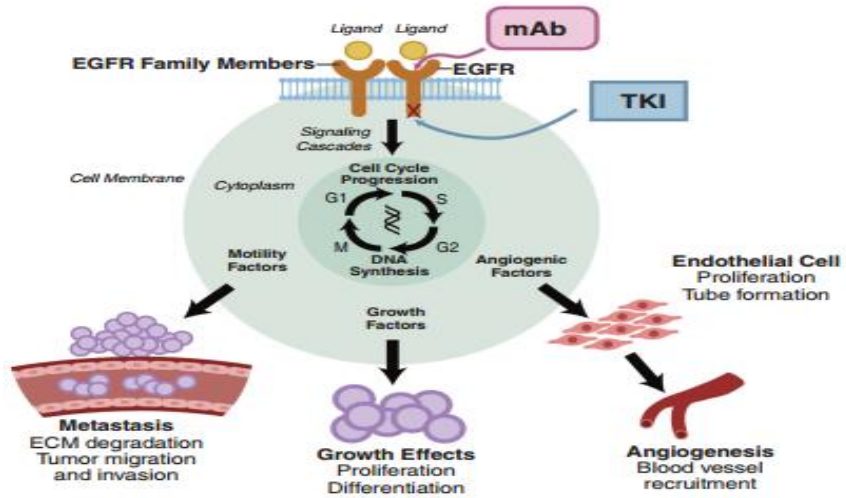 Ligand Ligand
mAb
EGFR Family Members
EGFR
TKI
Signaling
Cascades
Cell Membrane
Cytoplasm
Cell Cycle
Progression
G1
S
M
G2
DNA
Synthesis
Motility
Factors
Angiogenic
Factors
Growth
Factors
Endothelial Cell
Proliferation
Tube formation
Metastasis
ECM degradation
Tumor migration
and invasion
Growth Effects
Proliferation
Differentiation
Angiogenesis
Blood vessel
recruitment